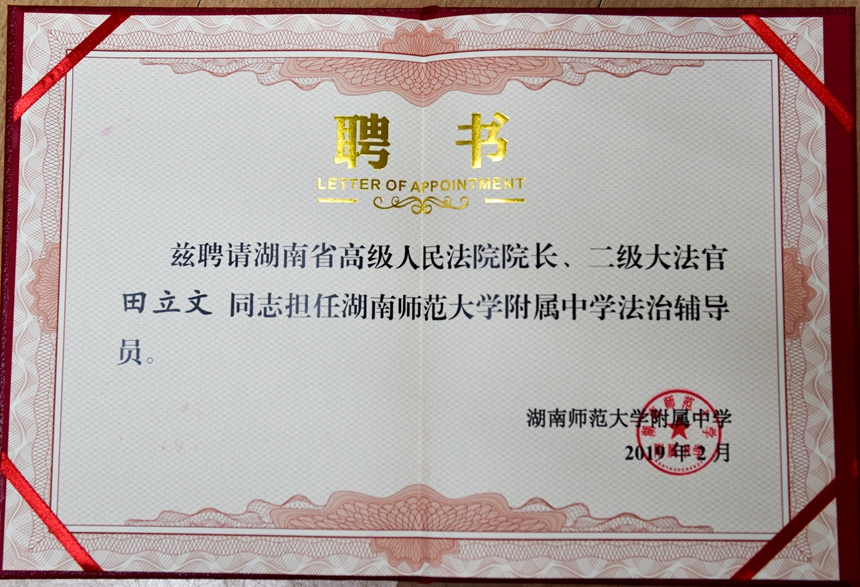 聘书
LETTER OF APPOINTMENT
兹聘请湖南省高级人民法院院长、二级大法官
田立文 同志担任湖南师范大学附属中学法治辅导
员。
湖南师范大学附属中学
2019年2月